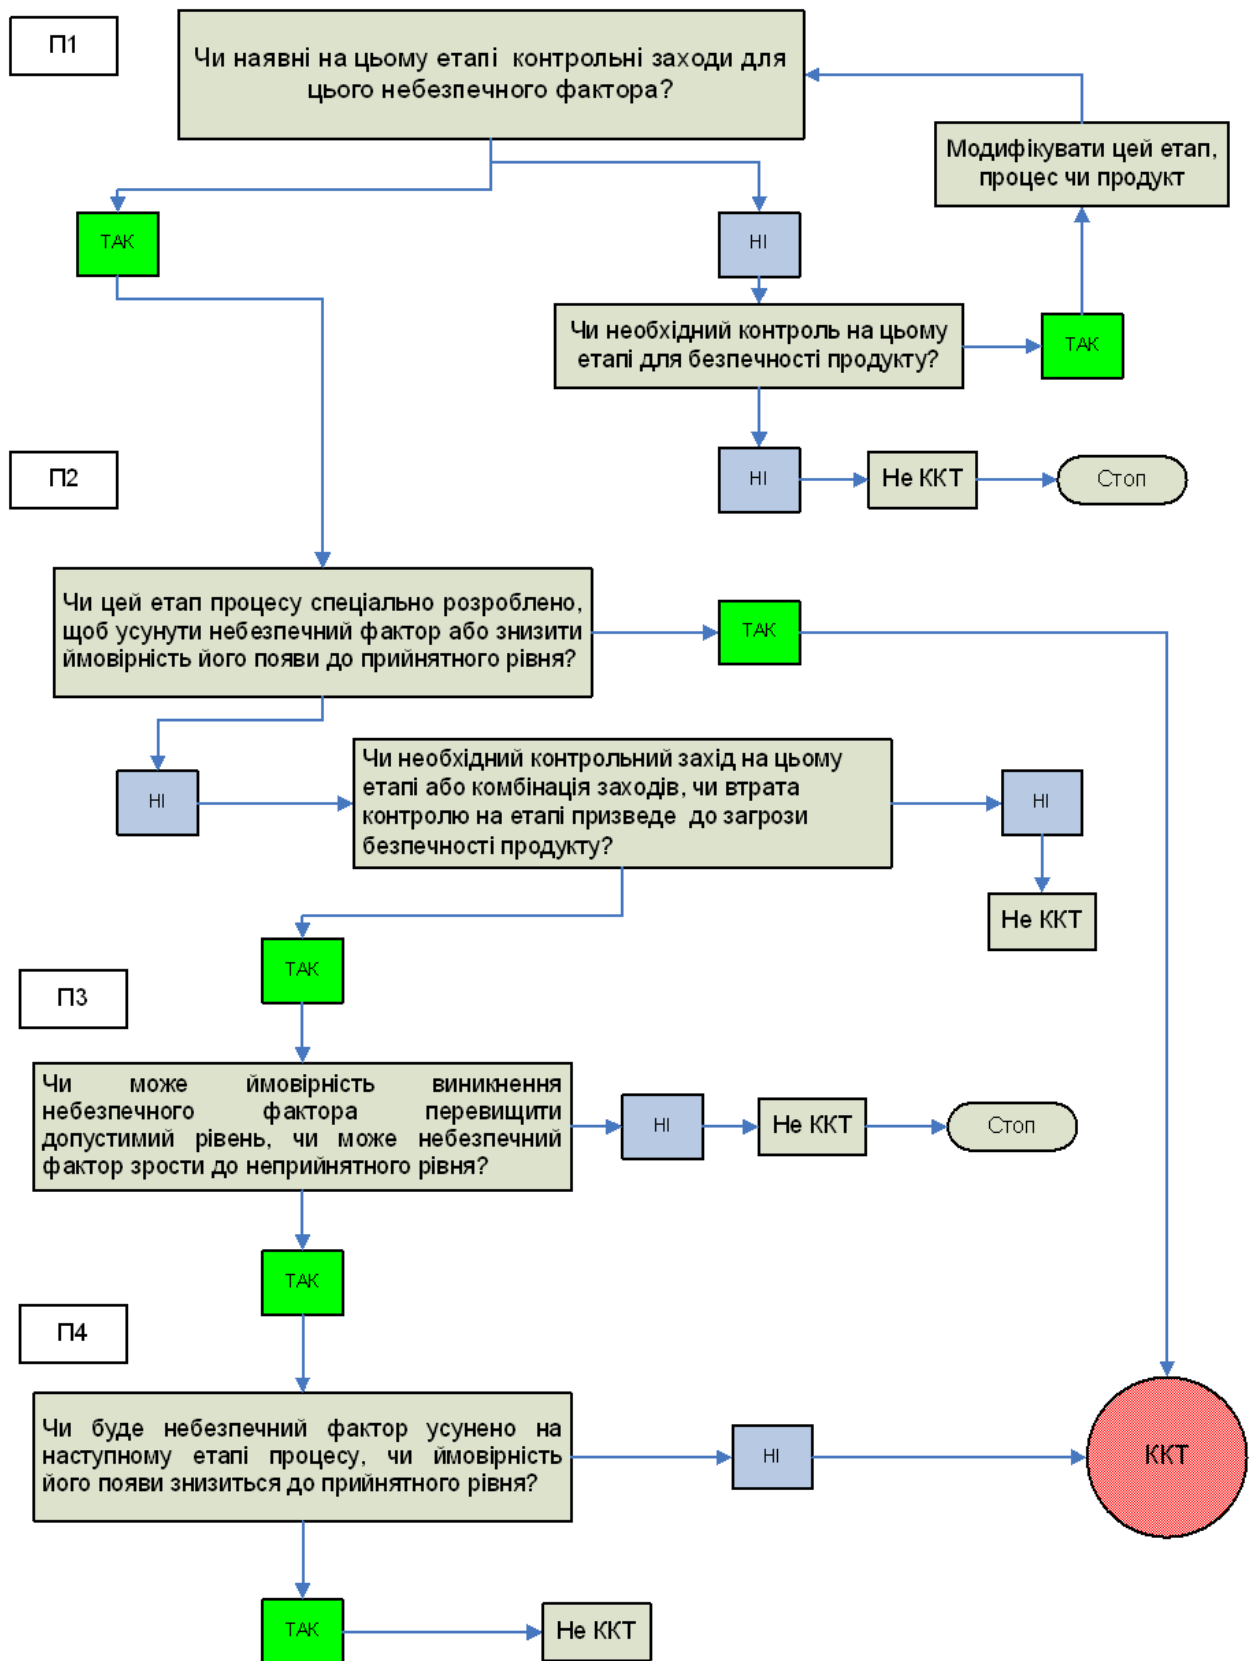 П1
Чи наявні на цьому етапі контрольні заходи для
цього небезпечного фактора?
Модифікувати цей етап,
процес чи продукт
ТАК
НІ
Чи необхідний контроль на цьому
етапі для безпечності продукту?
ТАК
П2
НІ
Не ККТ
Стоп
Чи цей етап процесу спеціально розроблено,
щоб усунути небезпечний фактор або знизити
ймовірність його появи до прийнятного рівня?
ТАК
НІ
Чи необхідний контрольний захід на цьому
етапі або комбінація заходів, чи втрата
контролю на етапі призведе до загрози
безпечності продукту?
НІ
Не ККТ
ТАК
П3
Чи може ймовірність виникнення
небезпечного фактора перевищити
допустимий рівень, чи може небезпечний
фактор зрости до неприйнятного рівня?
НІ
Не ККТ
Стоп
ТАК
П4
Чи буде небезпечний фактор усунено на
наступному етапі процесу, чи ймовірність
його появи знизиться до прийнятного рівня?
НІ
ККТ
ТАК
Не ККТ